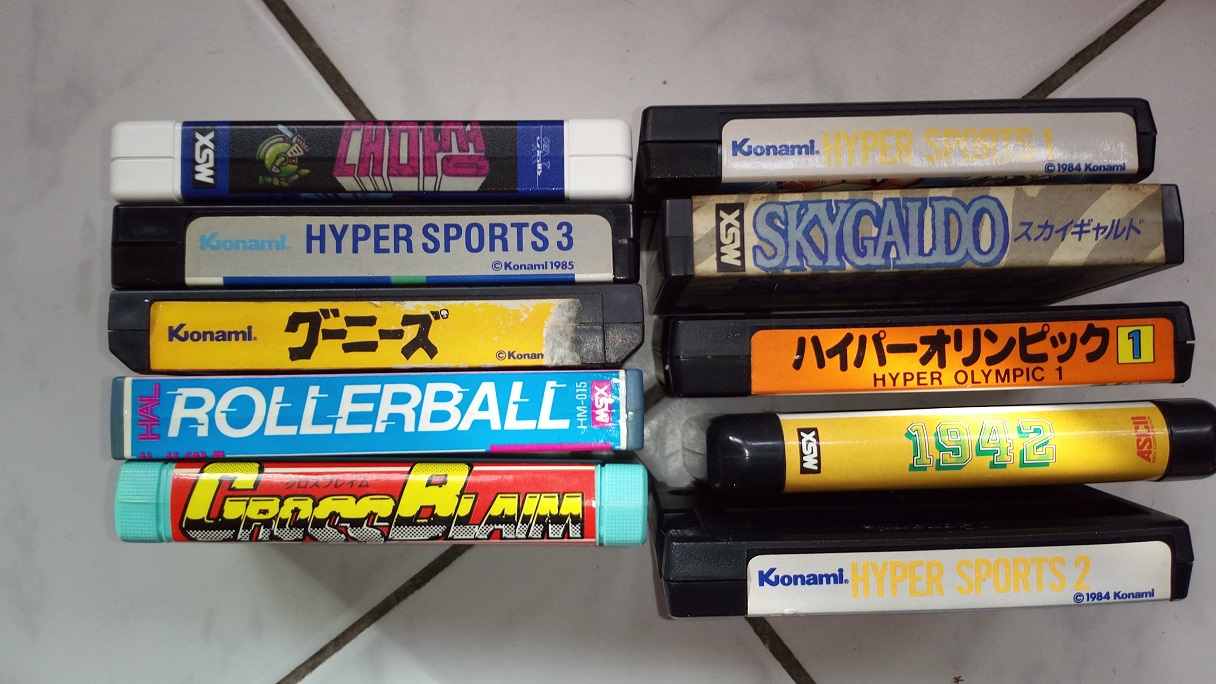 MSX
Konami® HYPER SPORTS 3
© Konami 1985
Konami® グーニーズ
© Konam
HAL ROLLERBALL HM-015 MSX
クロスブレイム
CROSS BLAIM
Konami® HYPER SPORTS 1
© 1984 Konami
MSX SKYGALDO スカイギャルド
ハイパーオリンピック 1
HYPER OLYMPIC 1
MSX 1942 ASCII
Konami® HYPER SPORTS 2
© 1984 Konami